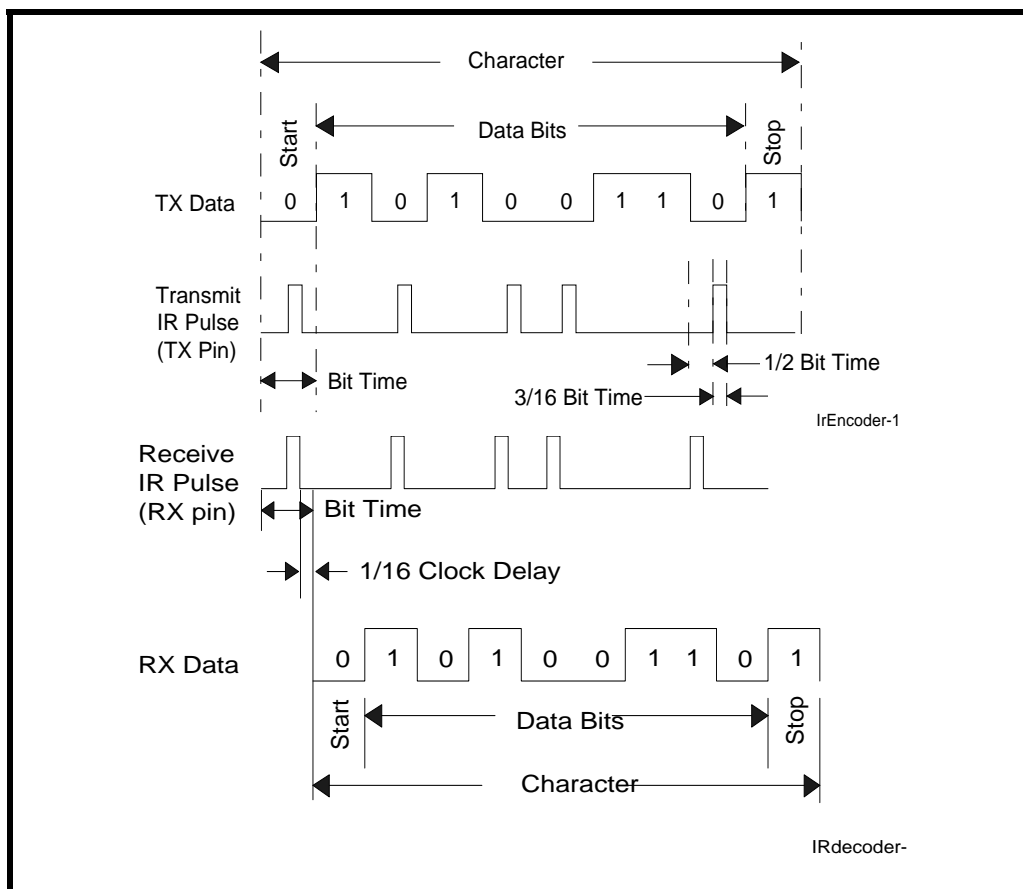 Character
Start
Data Bits
Stop
TX Data
0 1 0 1 0 0 1 1 0 1
Transmit
IR Pulse
(TX Pin)
Bit Time
1/2 Bit Time
3/16 Bit Time
IrEncoder-1
Receive
IR Pulse
(RX pin)
Bit Time
1/16 Clock Delay
RX Data
0 1 0 1 0 0 1 1 0 1
Start
Data Bits
Stop
Character
IRdecoder-